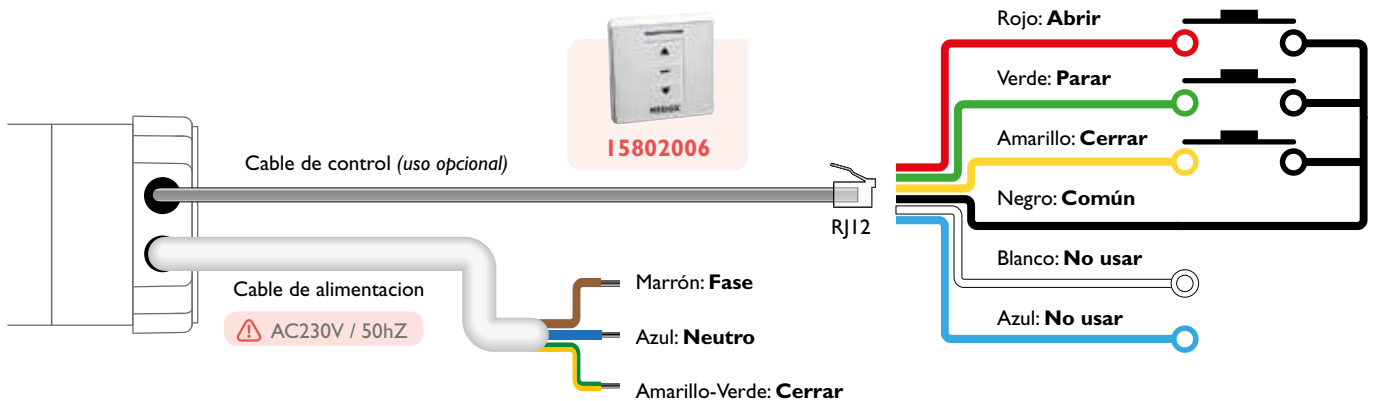 Rojo: Abrir
Verde: Parar
15802006
Amarillo: Cerrar
Cable de control (uso opcional)
Negro: Común
RJ12
Blanco: No usar
Marrón: Fase
Cable de alimentacion
Azul: No usar
AC230V / 50hZ
Azul: Neutro
Amarillo-Verde: Cerrar